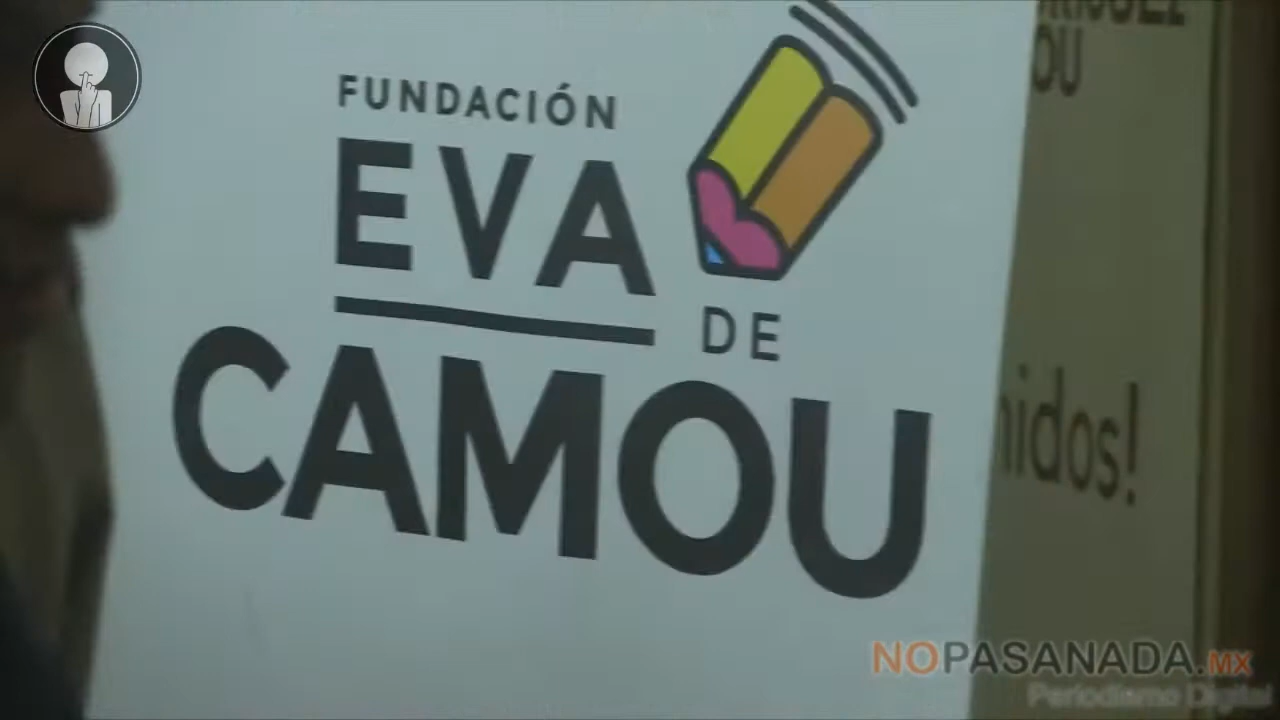 FUNDACIÓN
EVA
DE
CAMOU
OU
nidos!
NOPASANADA.MX
Periodismo Digital